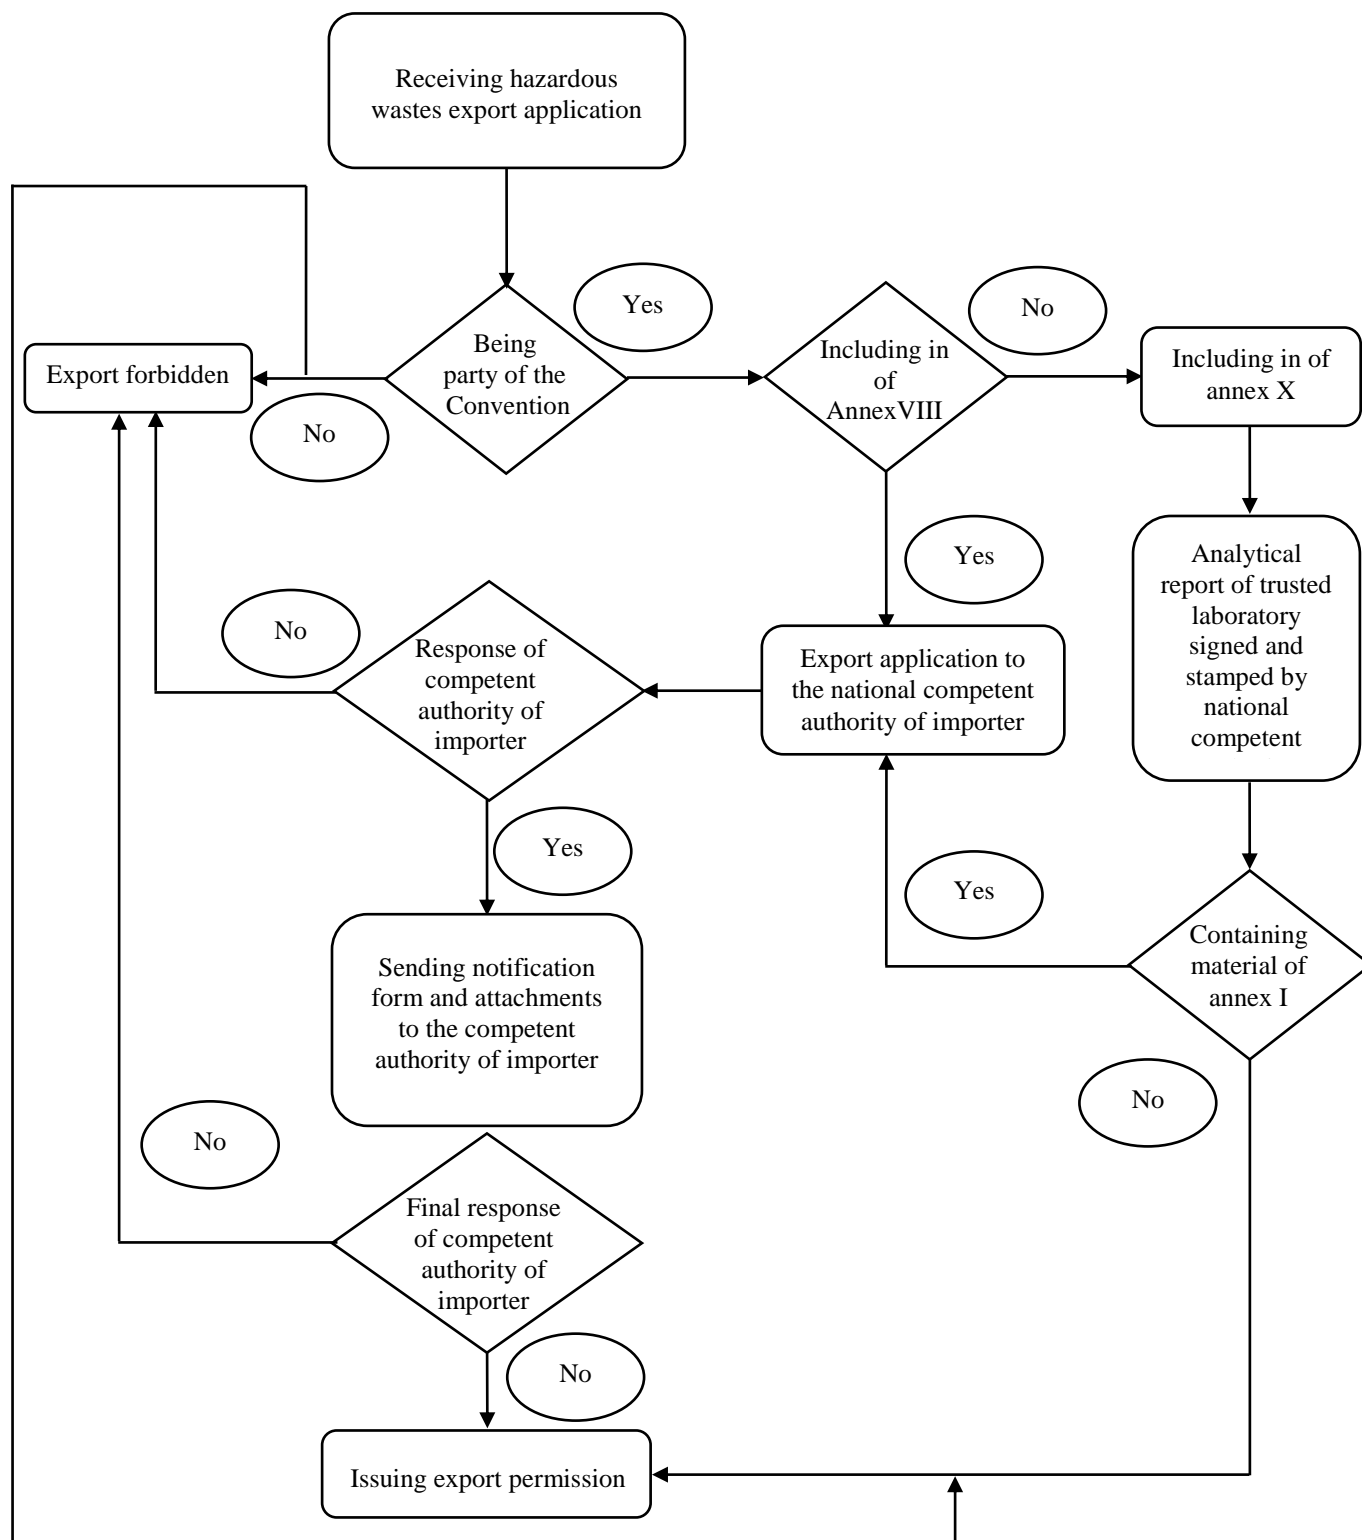 Receiving hazardous
wastes export application
Yes
No
Being
party of the
Convention
Including in
of
AnnexVIII
Including in of
annex X
Export forbidden
No
Yes
Analytical
report of trusted
laboratory
signed and
stamped by
national
competent
No
Response of
competent
authority of
importer
Export application to
the national competent
authority of importer
Yes
Yes
Containing
material of
annex I
Sending notification
form and attachments
to the competent
authority of importer
No
No
Final response
of competent
authority of
importer
No
Issuing export permission